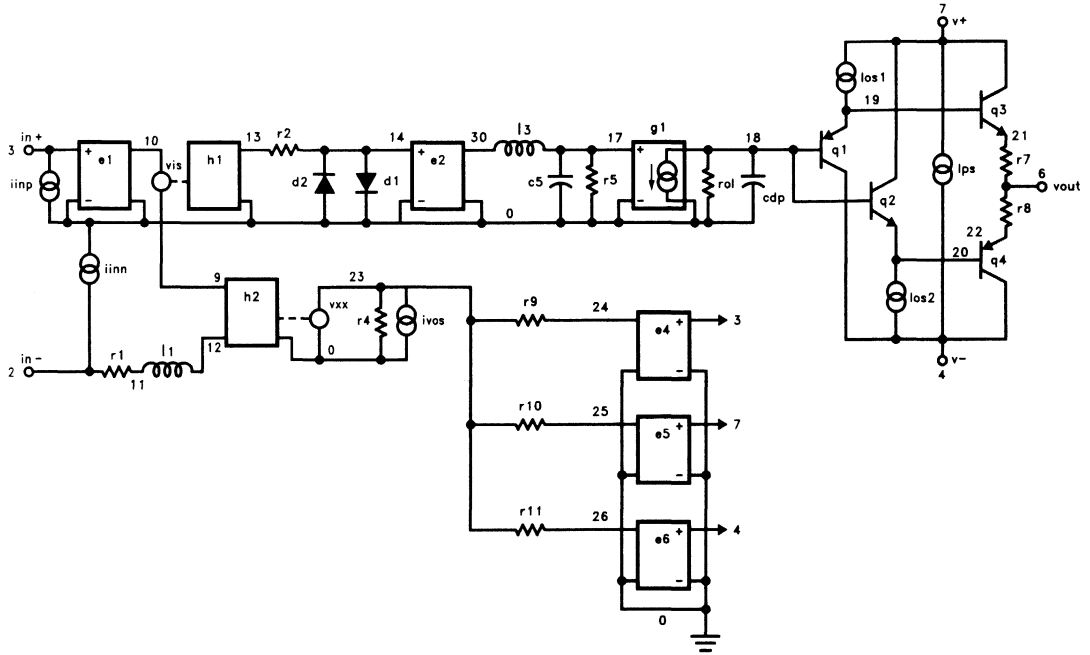 7
v+
Ios1
19
q3
in+
3
iinp
+
e1
-
10
vis
h1
13
r2
d2
d1
14
+
e2
-
30
l3
c5
r5
17
g1
+
-
18
rol
cdp
q1
q2
Ips
21
r7
6
vout
r8
0
iinn
22
20
q4
Ios2
v-
4
9
h2
12
vxx
23
r4
ivos
0
in-
2
r1
11
l1
r9
24
e4
+
-
3
r10
25
e5
+
-
7
r11
26
e6
+
-
4
0